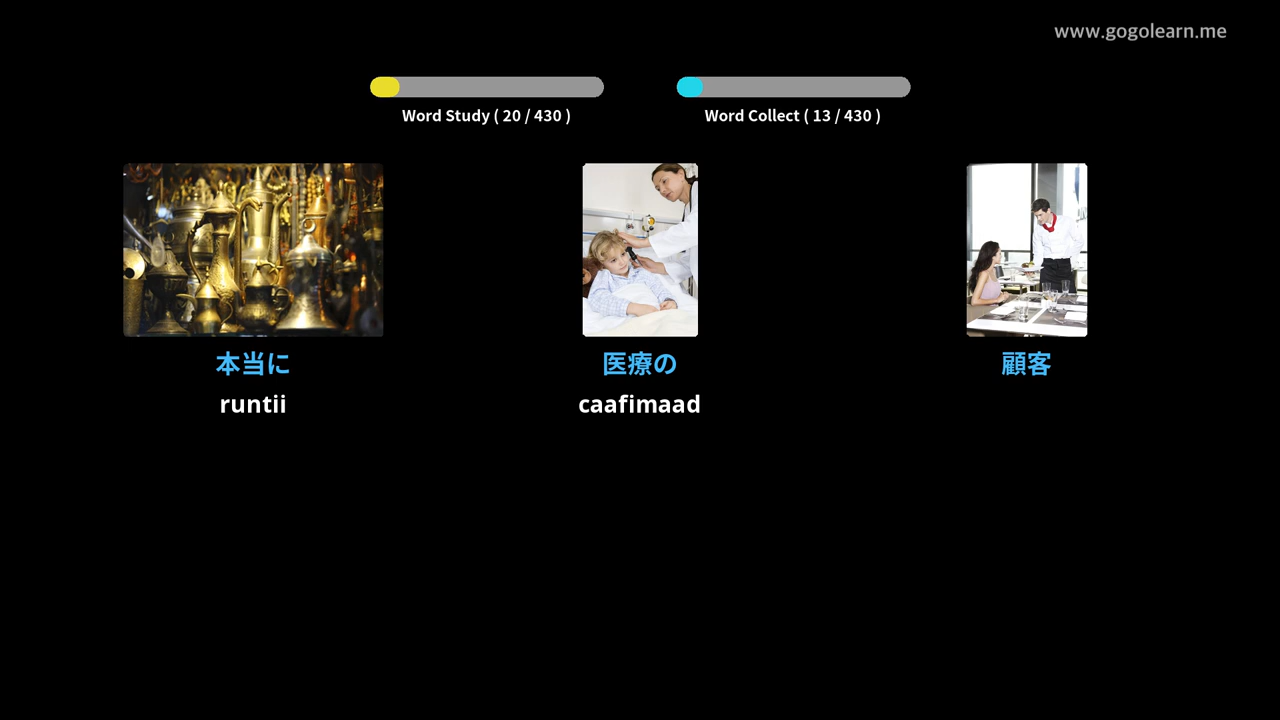 www.gogolearn.me
Word Study ( 20 / 430 )
Word Collect ( 13 / 430 )
本当に
医療の
顧客
runtii
caafimaad